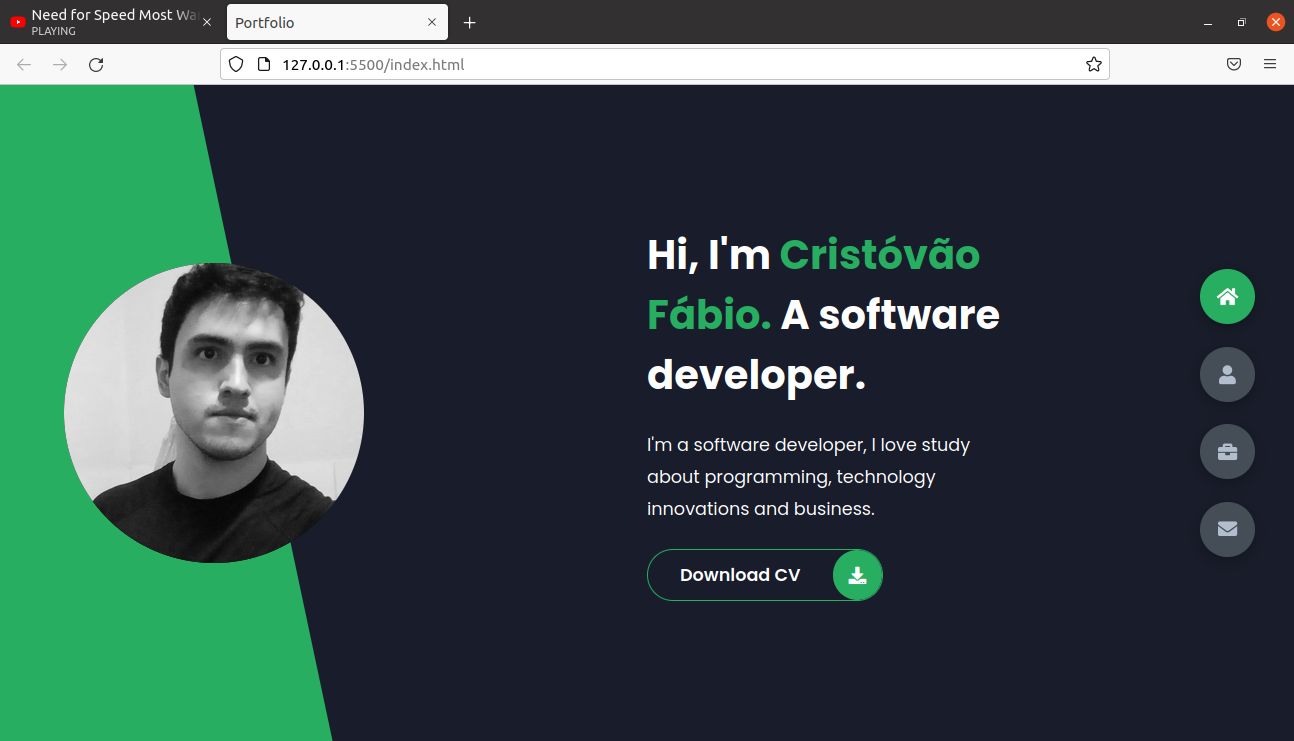 Need for Speed Most Wa
PLAYING
Portfolio
127.0.0.1:5500/index.html
Hi, I'm Cristóvão
Fábio. A software
developer.
I'm a software developer, I love study
about programming, technology
innovations and business.
Download CV